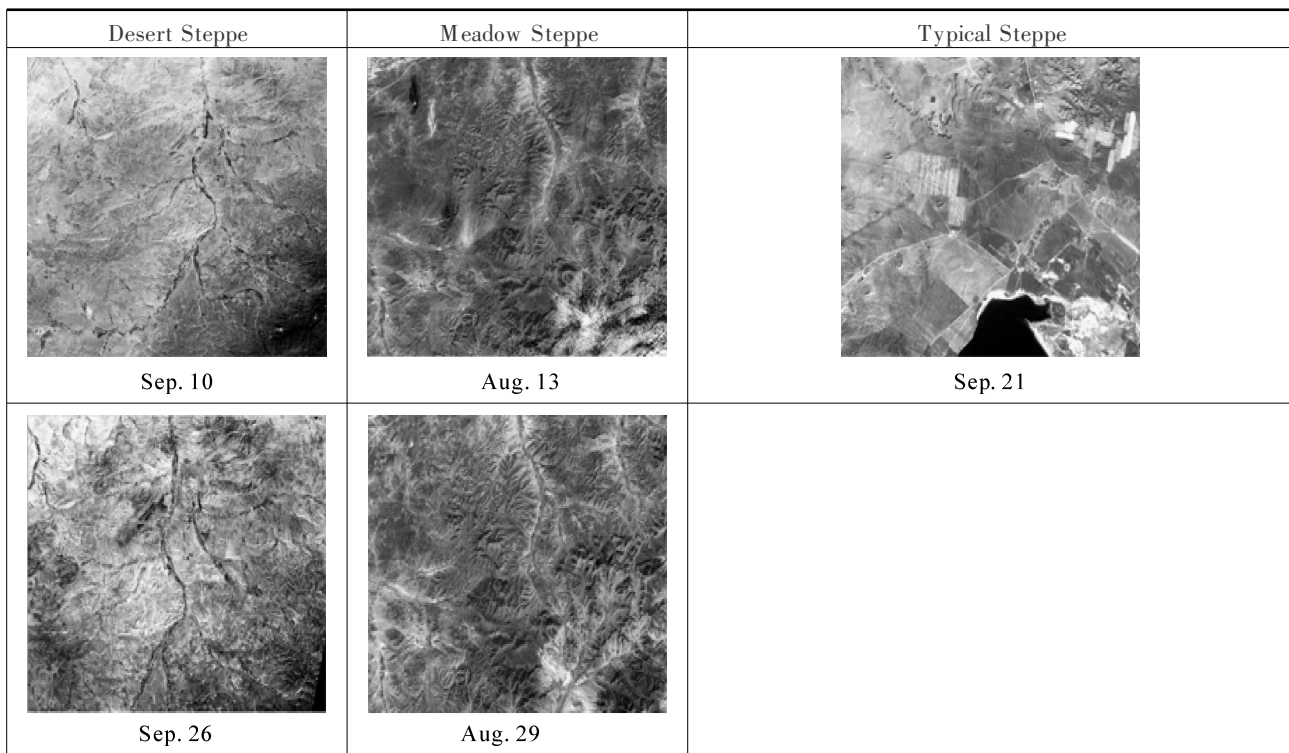 Desert Steppe
Meadow Steppe
Typical Steppe
Sep. 10
Aug. 13
Sep. 21
Sep. 26
Aug. 29